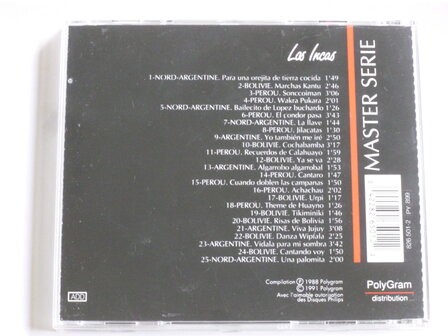 Los Incas
1-NORD-ARGENTINE. Para una orejita de tierra cocida 1'49
2-BOLIVIE. Marchas Kantu 2'46
3-PEROU. Sonccoiman 3'06
4-PEROU. Wakra Pukara 2'01
5-NORD-ARGENTINE. Bailecito de Lopez buchardo 1'26
6-PEROU. El condor pasa 3'43
7-NORD-ARGENTINE. La flave 1'44
8-PEROU. Jilacatas 1'30
9-ARGENTINE. Yo también me iré 2'50
10-BOLIVIE. Cochabamba 3'17
11-PEROU. Recuerdos de Calahuayo 1'59
12-BOLIVIE. Ya se va 2'28
13-ARGENTINE. Algarroho algarrobal 1'53
14-PEROU. Cantaro 1'47
15-PEROU. Cuando doblen las campanas 1'50
16-PEROU. Achachau 2'02
17-BOLIVIE. Urpi 1'17
18-PEROU. Theme de Huayno 1'26
19-BOLIVIE. Tikiminiki 1'46
20-BOLIVIE. Risas de Bolivia 1'56
21-ARGENTINE. Viva Jujuy 3'08
22-BOLIVIE. Danza Wipfala 2'25
23-ARGENTINE. Vidala para mi sombra 3'42
24-BOLIVIE. Cantando voy 1'50
25-NORD-ARGENTINE. Una palomita 2'00
MASTER SERIE
826 501-2 PY 899
Compilation Ⓟ 1988 Polygram
© 1991 Polygram
Avec l'aimable autorisation
des Disques Philips
ADD
PolyGram
distribution